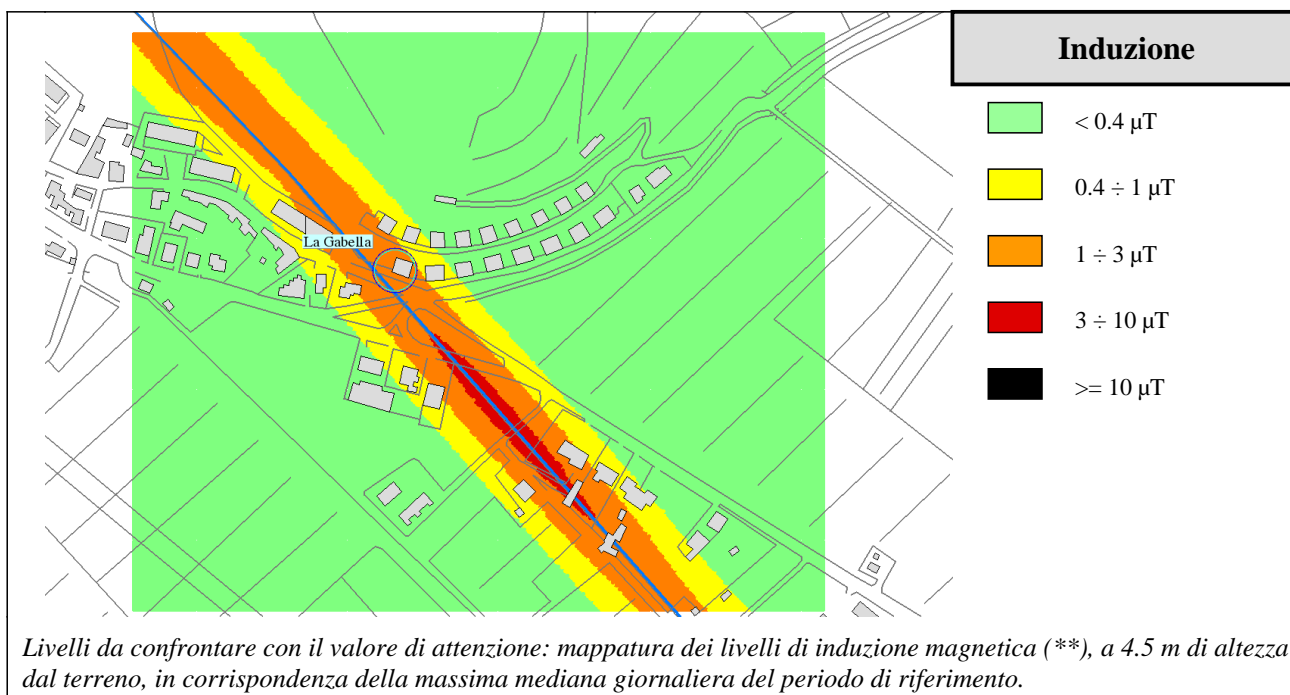 Induzione
< 0.4 µT
0.4 ÷ 1 µT
1 ÷ 3 µT
3 ÷ 10 µT
>= 10 µT
La Gabella
Livelli da confrontare con il valore di attenzione: mappatura dei livelli di induzione magnetica (**), a 4.5 m di altezza
dal terreno, in corrispondenza della massima mediana giornaliera del periodo di riferimento.